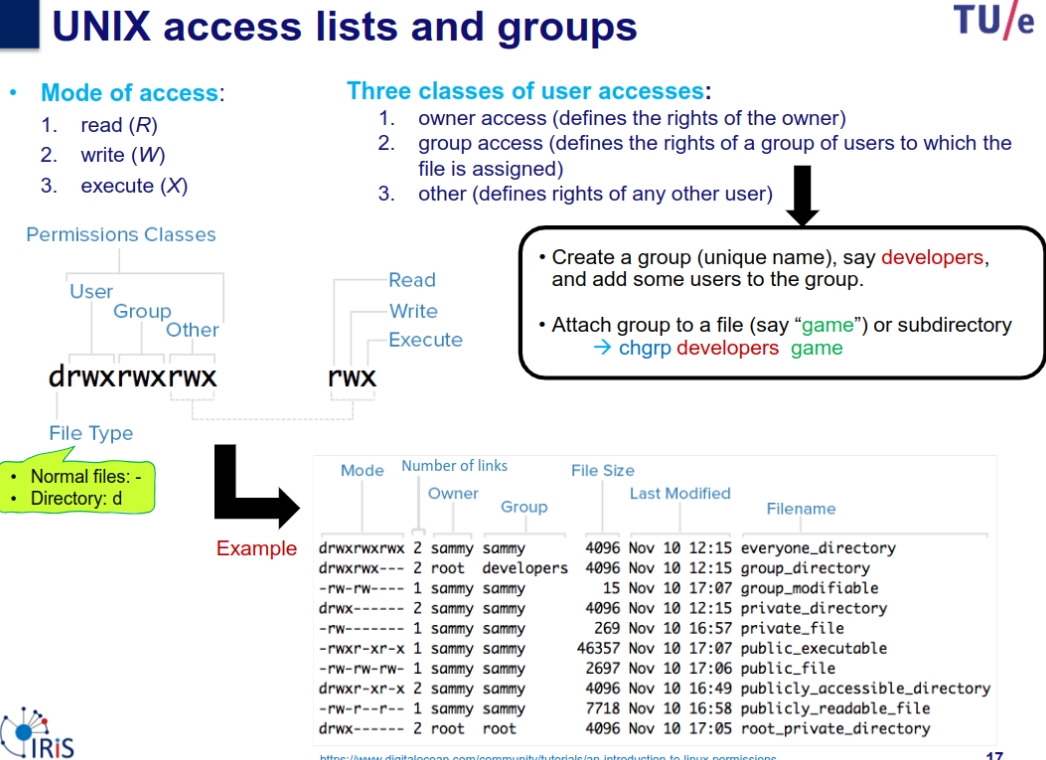 UNIX access lists and groups
TU/e
• Mode of access:
1. read (R)
2. write (W)
3. execute (X)
Three classes of user accesses:
1. owner access (defines the rights of the owner)
2. group access (defines the rights of a group of users to which the
file is assigned)
3. other (defines rights of any other user)
• Create a group (unique name), say developers,
and add some users to the group.
• Attach group to a file (say “game”) or subdirectory
→ chgrp developers game
Permissions Classes
User
Group
Other
drwxrwxrwx
File Type
Read
Write
Execute
rwx
• Normal files: -
• Directory: d
Example
Mode Number of links Owner Group File Size Last Modified Filename
drwxrwxrwx 2 sammy sammy 4096 Nov 10 12:15 everyone_directory
drwxrwx--- 2 root developers 4096 Nov 10 12:15 group_directory
-rw-rw---- 1 sammy sammy 15 Nov 10 17:07 group_modifiable
drwx------ 2 sammy sammy 4096 Nov 10 12:15 private_directory
-rw------- 1 sammy sammy 269 Nov 10 16:57 private_file
-rwxr-xr-x 1 sammy sammy 46357 Nov 10 17:07 public_executable
-rw-rw-rw- 1 sammy sammy 2697 Nov 10 17:06 public_file
drwxr-xr-x 2 sammy sammy 4096 Nov 10 16:49 publicly_accessible_directory
-rw-r--r-- 1 sammy sammy 7718 Nov 10 16:58 publicly_readable_file
drwx------ 2 root root 4096 Nov 10 17:05 root_private_directory
IRiS
https://www.digitalocean.com/community/tutorials/an-introduction-to-linux-permissions
17